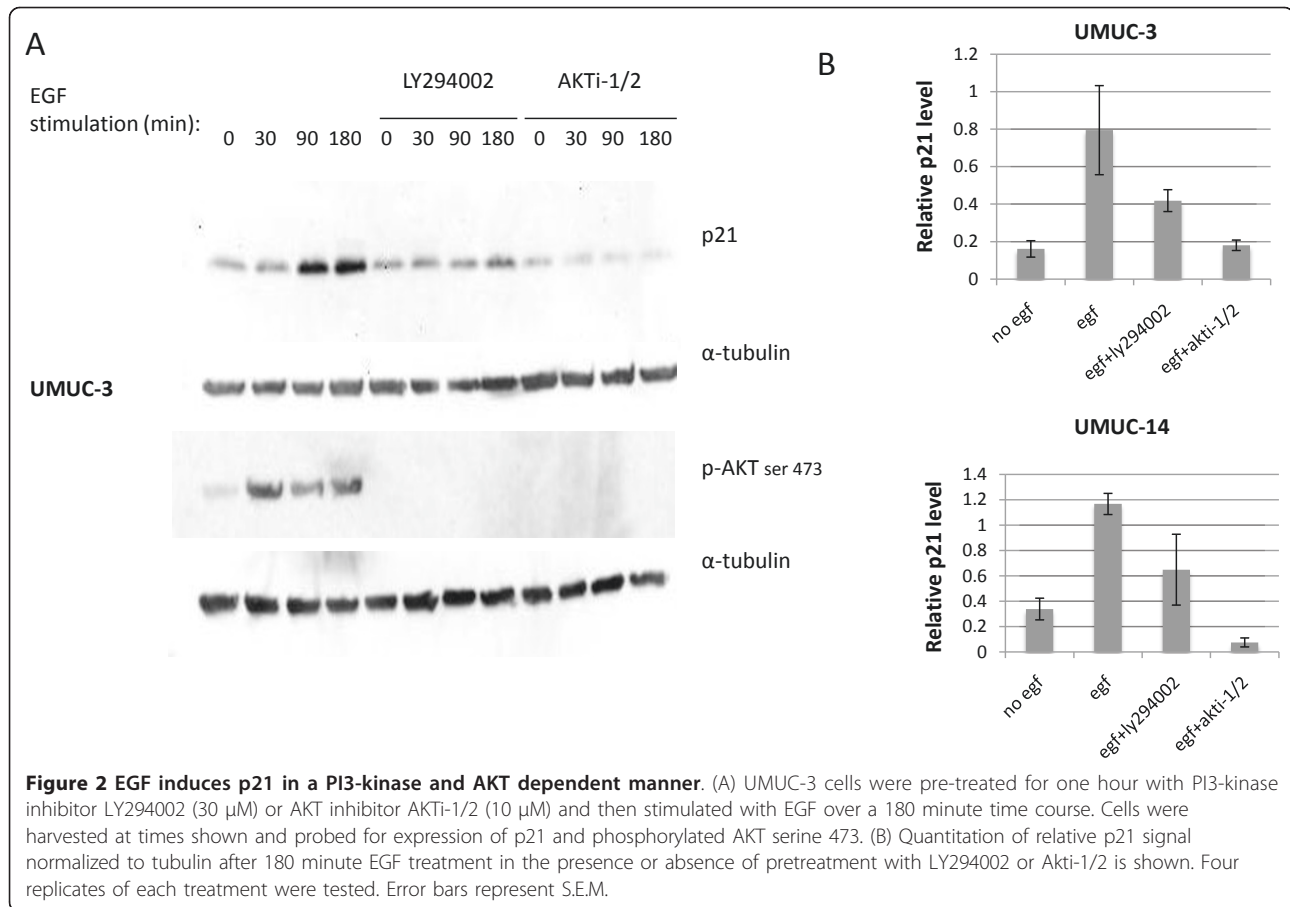 A
LY294002 AKTi-1/2
EGF
stimulation (min):
0 30 90 180 0 30 90 180 0 30 90 180
p21
α-tubulin
UMUC-3
p-AKT ser 473
α-tubulin
B
UMUC-3
Relative p21 level
1.2
1
0.8
0.6
0.4
0.2
0
no egf
egf
egf+ly294002
egf+akti-1/2
UMUC-14
Relative p21 level
1.4
1.2
1
0.8
0.6
0.4
0.2
0
no egf
egf
egf+ly294002
egf+akti-1/2
Figure 2 EGF induces p21 in a PI3-kinase and AKT dependent manner. (A) UMUC-3 cells were pre-treated for one hour with PI3-kinase
inhibitor LY294002 (30 μM) or AKT inhibitor AKTi-1/2 (10 μM) and then stimulated with EGF over a 180 minute time course. Cells were
harvested at times shown and probed for expression of p21 and phosphorylated AKT serine 473. (B) Quantitation of relative p21 signal
normalized to tubulin after 180 minute EGF treatment in the presence or absence of pretreatment with LY294002 or Akti-1/2 is shown. Four
replicates of each treatment were tested. Error bars represent S.E.M.